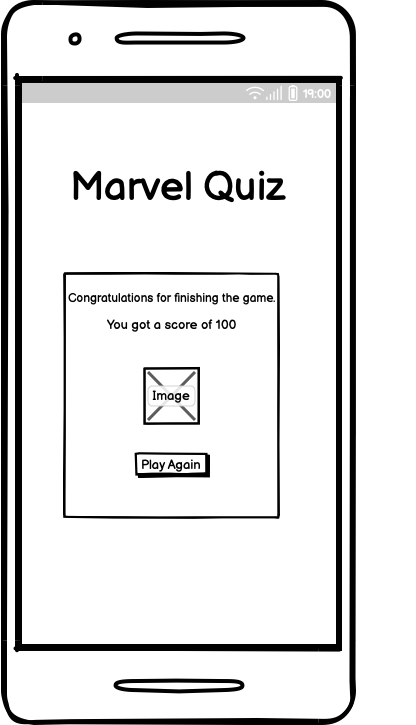 19:00
Marvel Quiz
Congratulations for finishing the game.
You got a score of 100
Image
Play Again